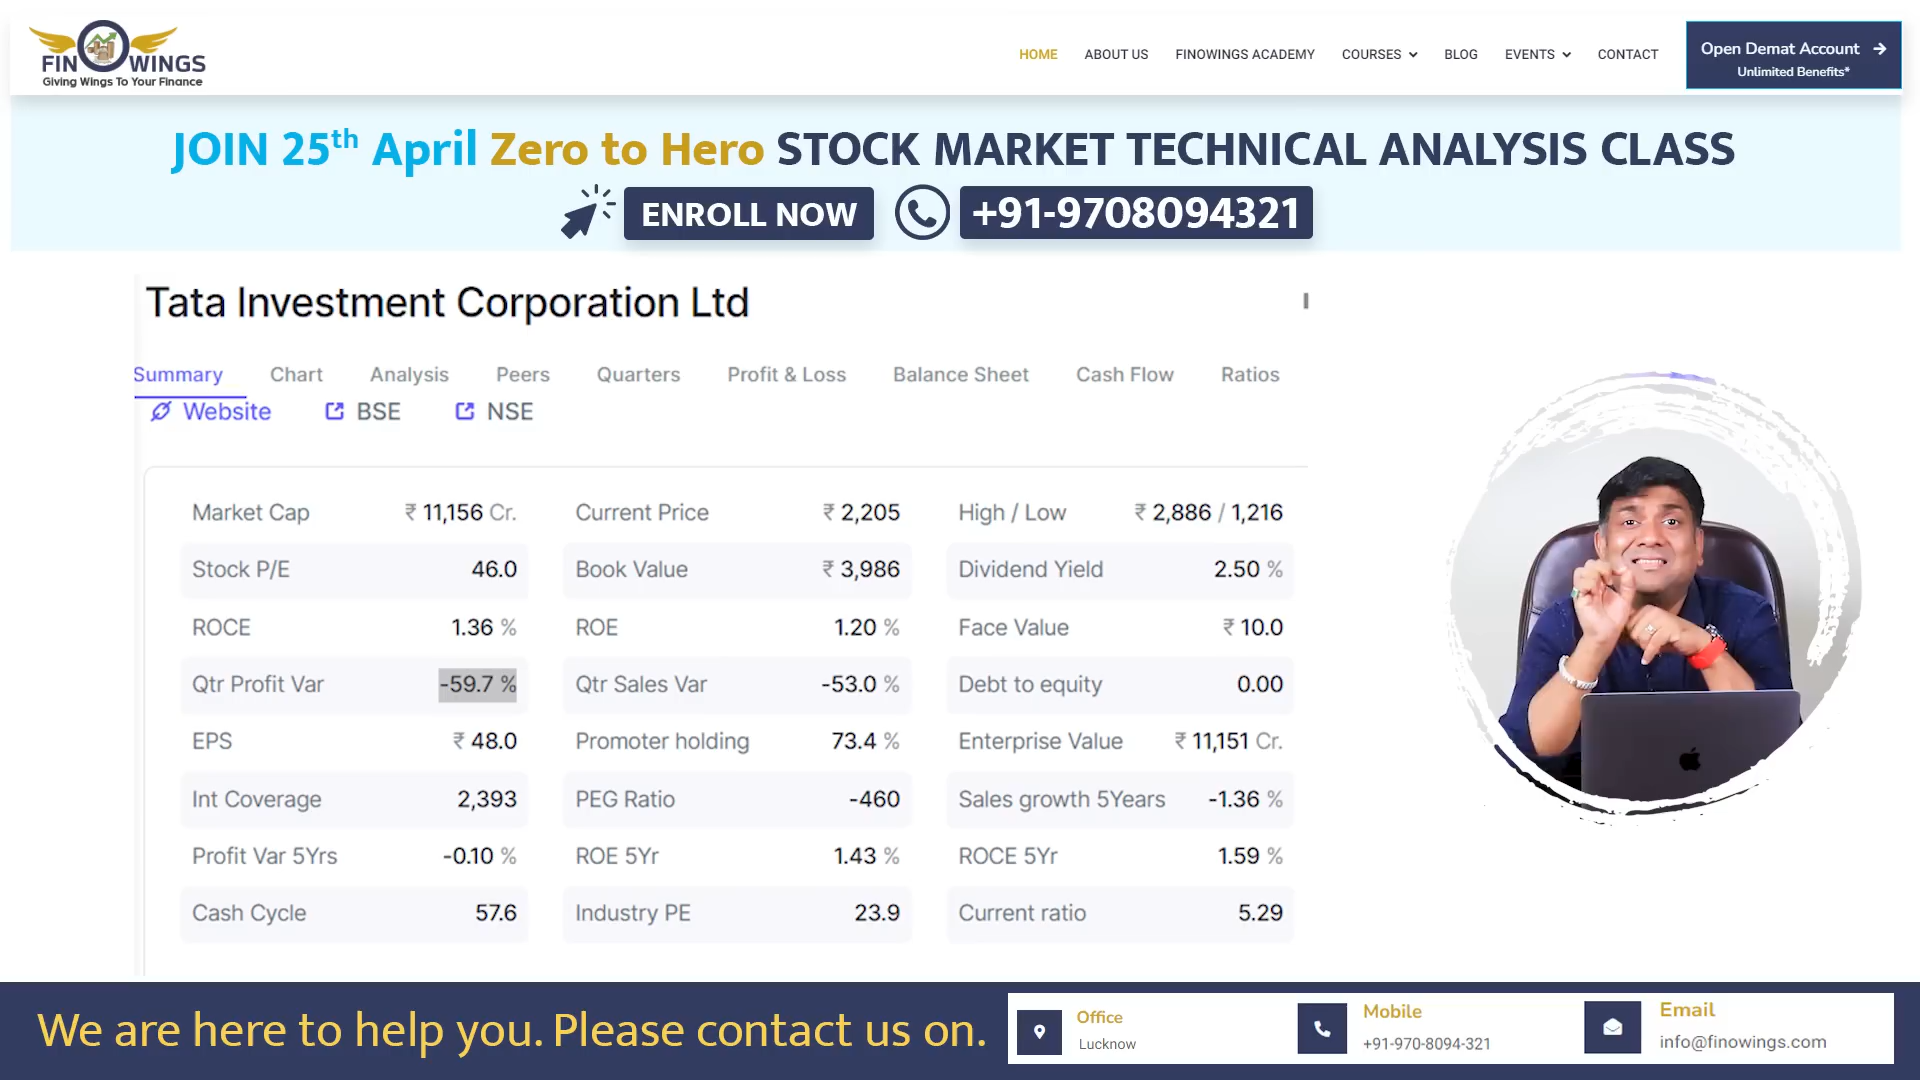 FINOWINGS
Giving Wings To Your Finance
HOME ABOUT US FINOWINGS ACADEMY COURSES BLOG EVENTS CONTACT
Open Demat Account
Unlimited Benefits*
JOIN 25th April Zero to Hero STOCK MARKET TECHNICAL ANALYSIS CLASS
ENROLL NOW +91-9708094321
Tata Investment Corporation Ltd
Summary Chart Analysis Peers Quarters Profit & Loss Balance Sheet Cash Flow Ratios
Website BSE NSE
Market Cap ₹ 11,156 Cr. Current Price ₹ 2,205 High / Low ₹ 2,886 / 1,216
Stock P/E 46.0 Book Value ₹ 3,986 Dividend Yield 2.50 %
ROCE 1.36 % ROE 1.20 % Face Value ₹ 10.0
Qtr Profit Var -59.7 % Qtr Sales Var -53.0 % Debt to equity 0.00
EPS ₹ 48.0 Promoter holding 73.4 % Enterprise Value ₹ 11,151 Cr.
Int Coverage 2,393 PEG Ratio -460 Sales growth 5Years -1.36 %
Profit Var 5Yrs -0.10 % ROE 5Yr 1.43 % ROCE 5Yr 1.59 %
Cash Cycle 57.6 Industry PE 23.9 Current ratio 5.29
We are here to help you. Please contact us on.
Office
Lucknow
Mobile
+91-970-8094-321
Email
info@finowings.com